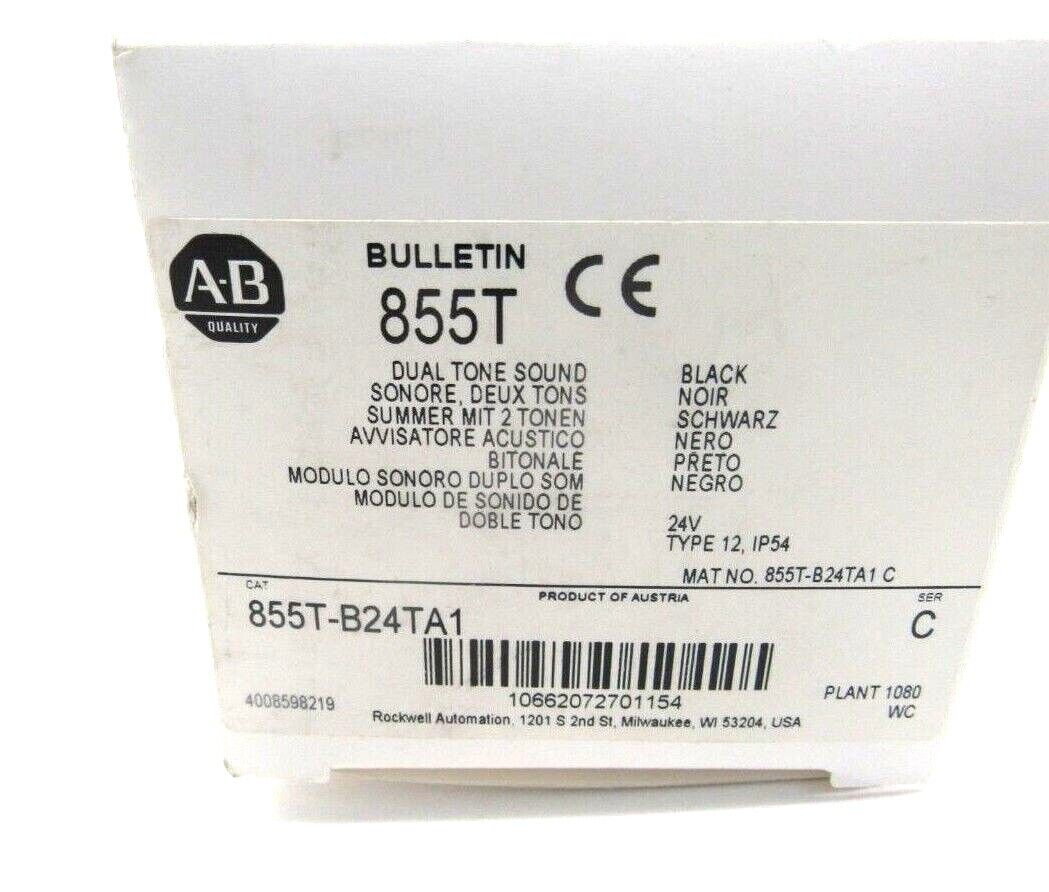 A-B
QUALITY
BULLETIN
855T
CE
DUAL TONE SOUND
SONORE, DEUX TONS
SUMMER MIT 2 TONEN
AVVISATORE ACUSTICO
BITONALE
MODULO SONORO DUPLO SOM
MODULO DE SONIDO DE
DOBLE TONO
BLACK
NOIR
SCHWARZ
NERO
PRETO
NEGRO
24V
TYPE 12, IP54
MAT NO. 855T-B24TA1 C
CAT
855T-B24TA1
PRODUCT OF AUSTRIA
SER
C
10662072701154
4008598219
PLANT 1080
WC
Rockwell Automation, 1201 S 2nd St, Milwaukee, WI 53204, USA